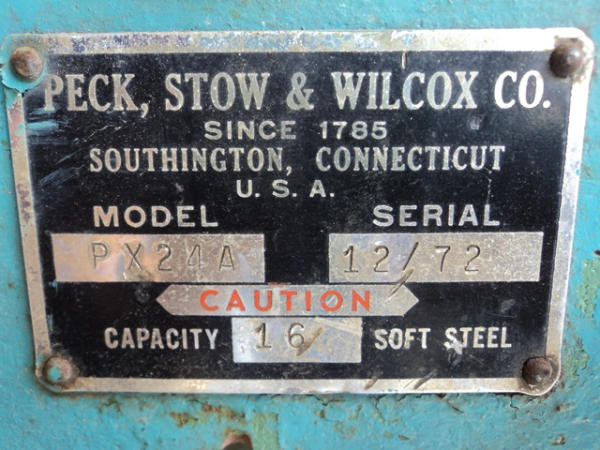 PECK, STOW & WILCOX CO.
SINCE 1785
SOUTHINGTON, CONNECTICUT
U. S. A.
MODEL SERIAL
PX24A 12/72
CAUTION
CAPACITY 16 SOFT STEEL